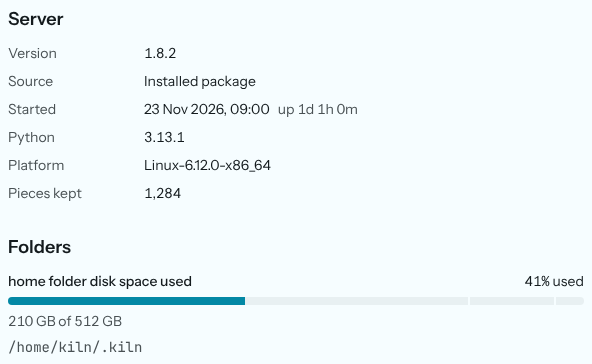 Server
Version 1.8.2
Source Installed package
Started 23 Nov 2026, 09:00 up 1d 1h 0m
Python 3.13.1
Platform Linux-6.12.0-x86_64
Pieces kept 1,284
Folders
home folder disk space used 41% used
210 GB of 512 GB
/home/kiln/.kiln